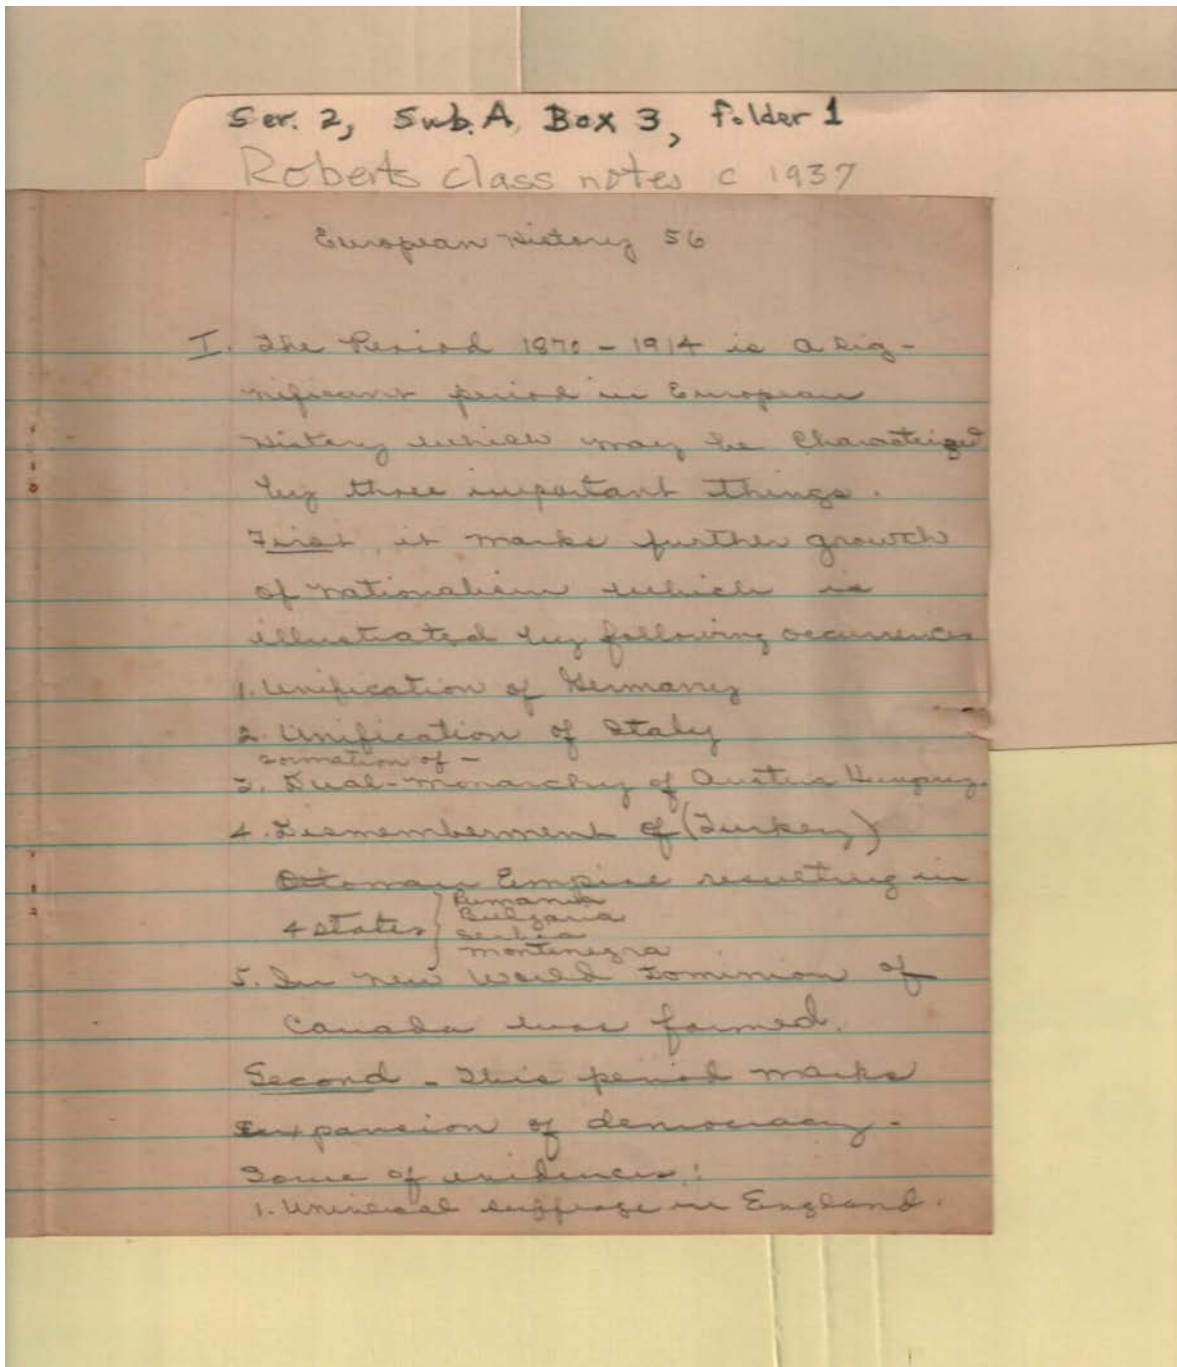 Ser. 2, Sub. A, Box 3, folder 1
Roberts class notes c 1937
European History 56
I. The Period 1870 - 1914 is a sig-
nificant period in European
History which may be Characterized
by three important things.
First, it marks further growth
of nationalism which is
illustrated by following occurrences
1. Unification of Germany
2. Unification of Italy
Formation of -
3. Dual-Monarchy of Austria Hungary.
4. Dismemberment of (Turkey)
Ottoman Empire resulting in
4 states { Rumania
Bulgaria
Serbia
Montenegra
5. In New World Dominion of
Canada was formed.
Second - This period marks
expansion of democracy -
Some of evidences:
1. Universal suffrage in England.